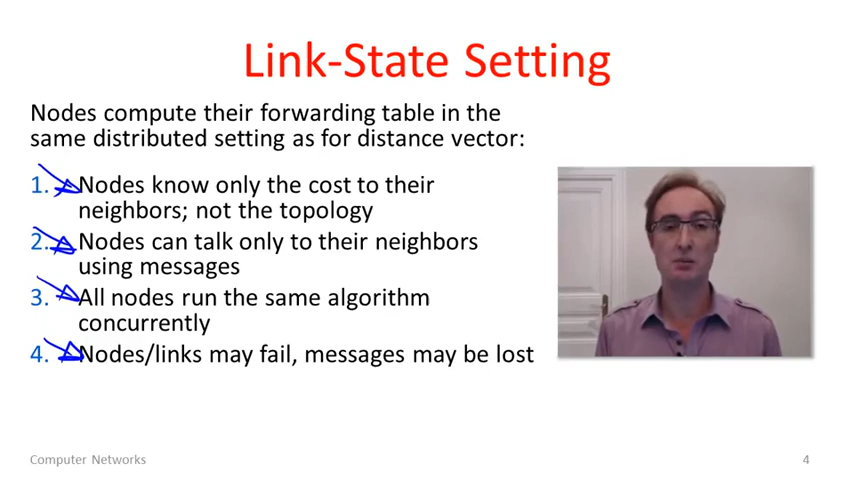 Link-State Setting
Nodes compute their forwarding table in the
same distributed setting as for distance vector:
1. Nodes know only the cost to their
neighbors; not the topology
2. Nodes can talk only to their neighbors
using messages
3. All nodes run the same algorithm
concurrently
4. Nodes/links may fail, messages may be lost
Computer Networks
4